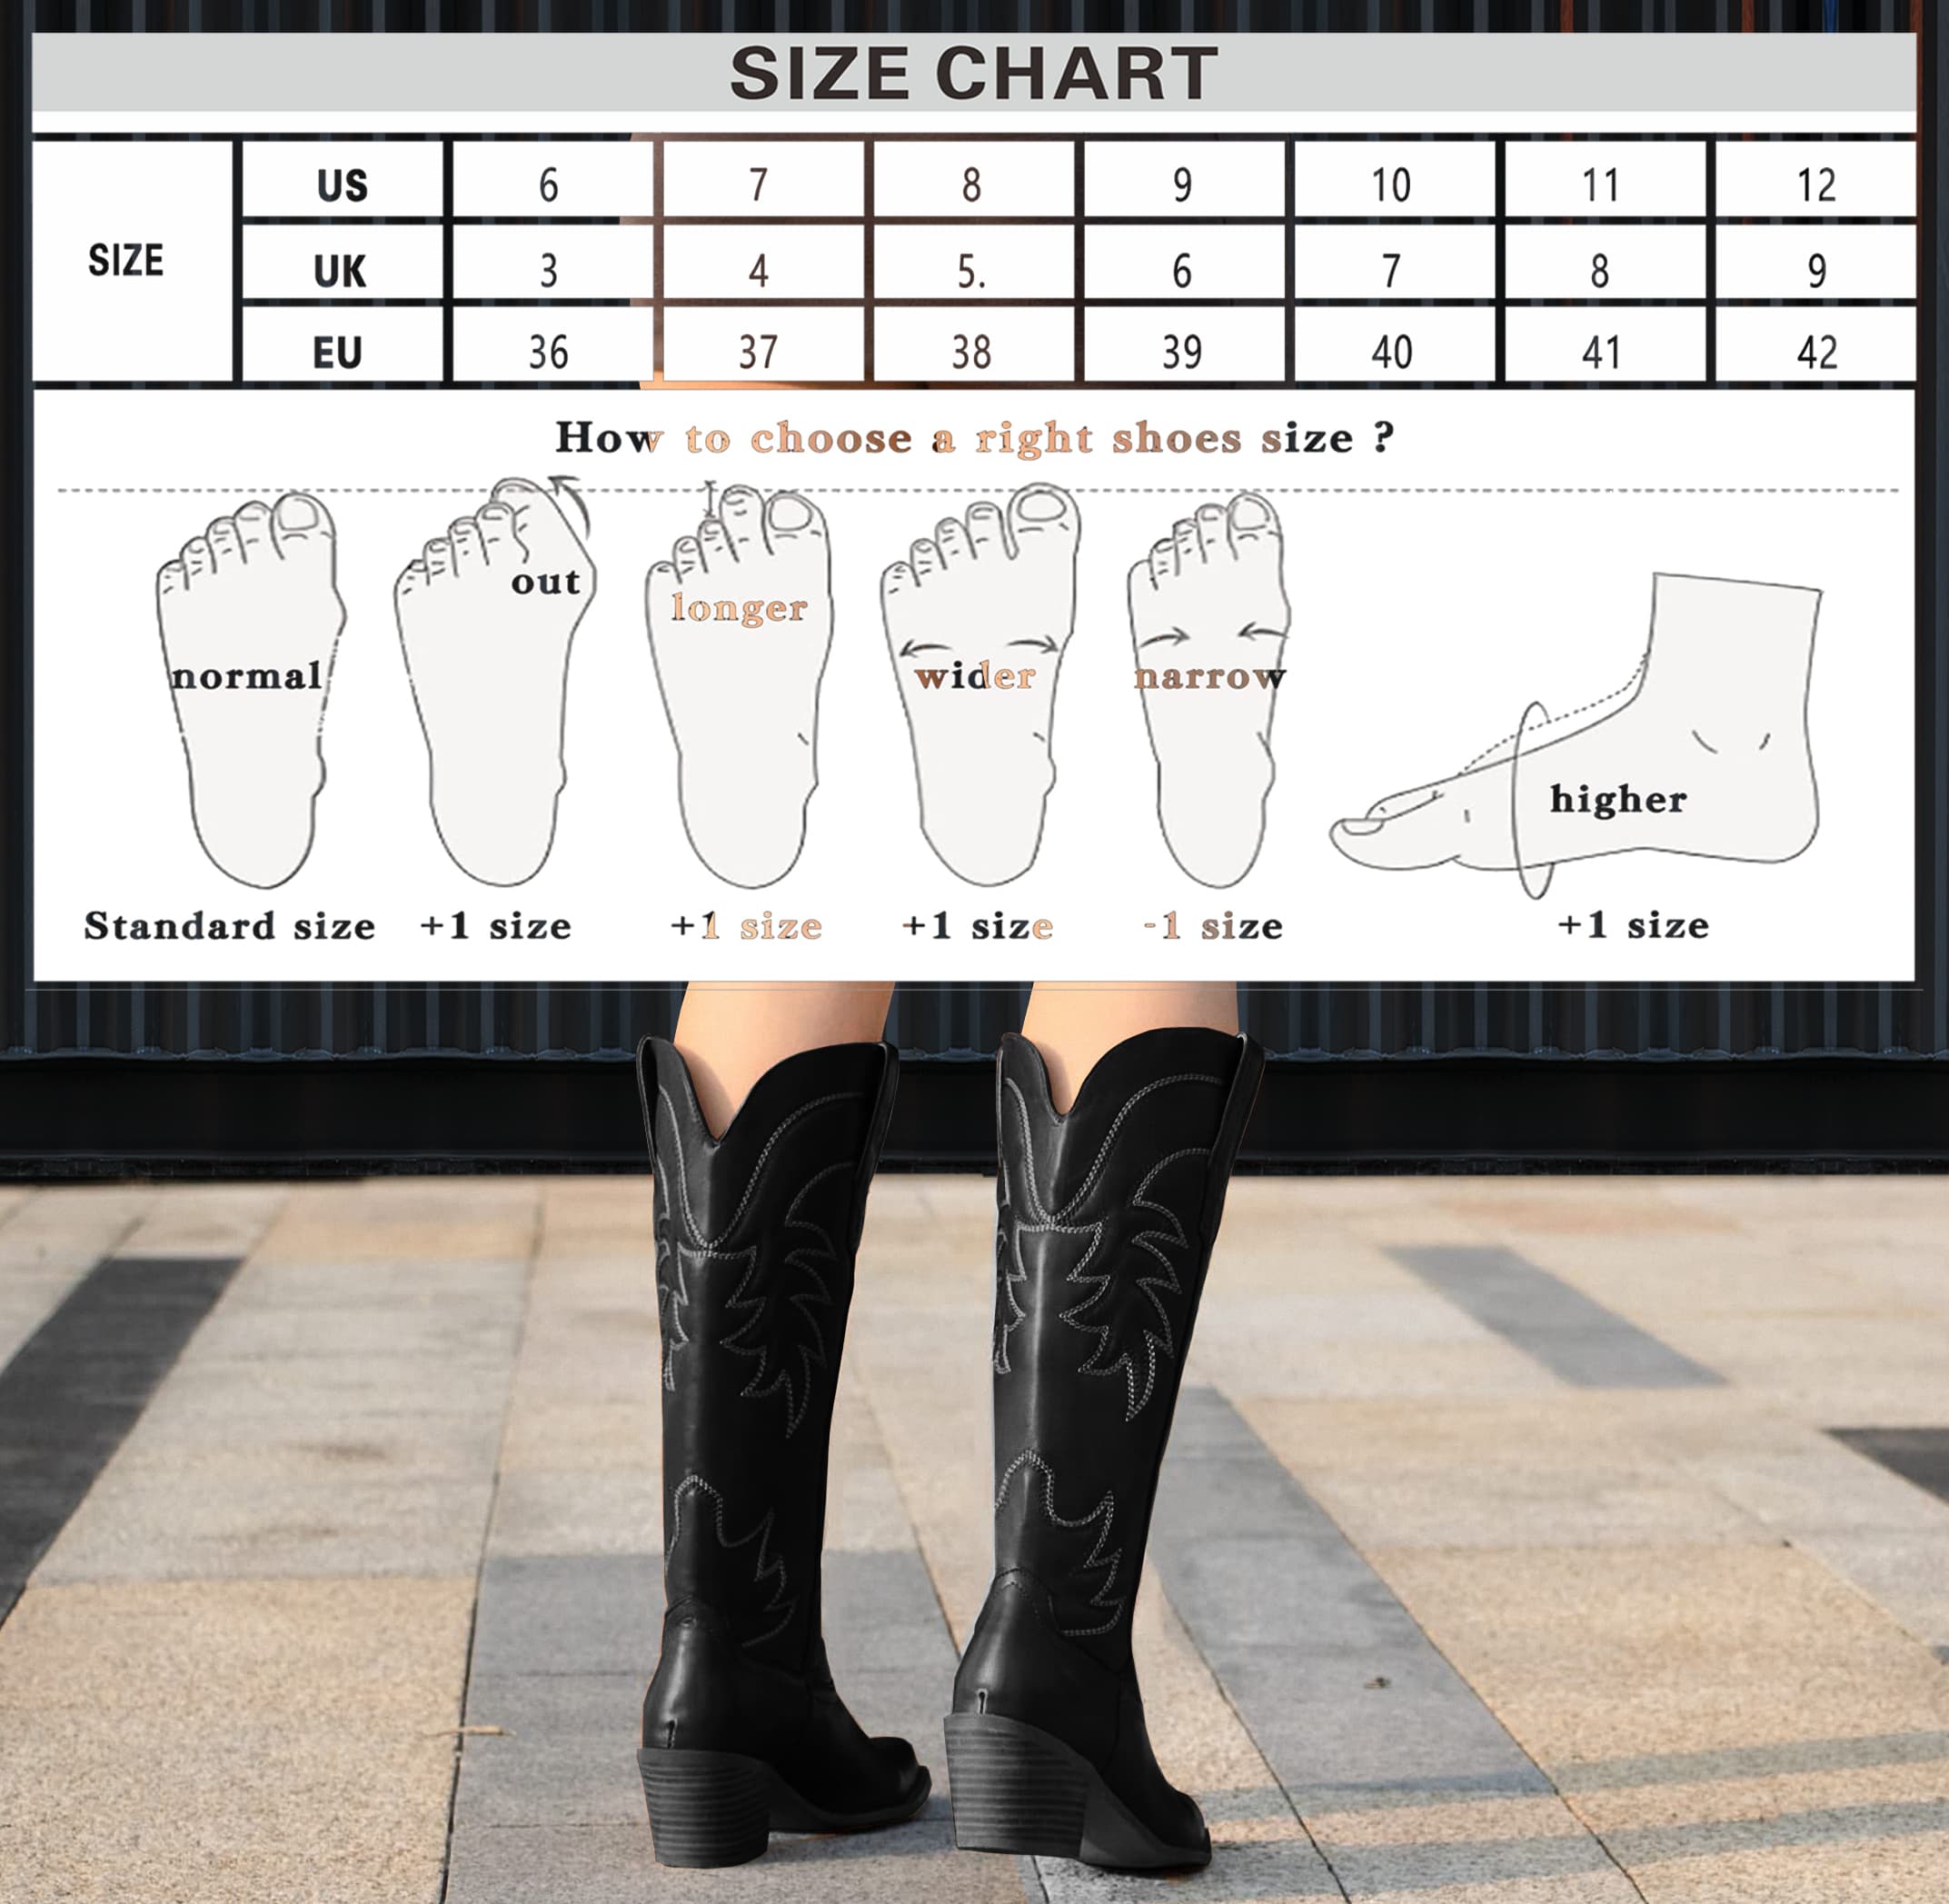 SIZE CHART
SIZE
US 6 7 8 9 10 11 12
UK 3 4 5. 6 7 8 9
EU 36 37 38 39 40 41 42
How to choose a right shoes size ?
out
longer
normal
wider
narrow
higher
Standard size +1 size +1 size +1 size -1 size +1 size